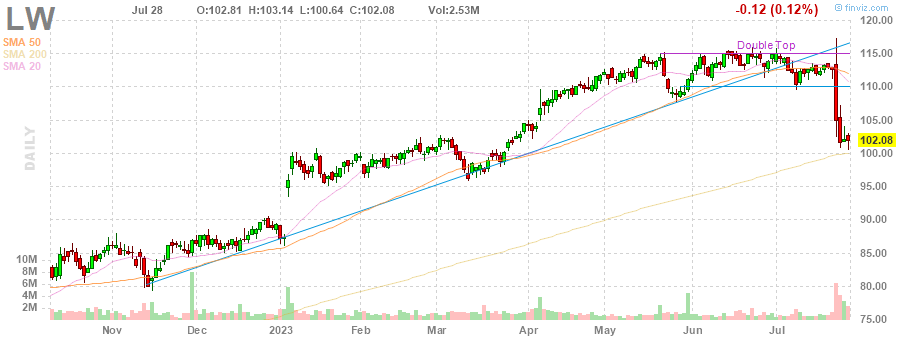 LW Jul 28 O:102.81 H:103.14 L:100.64 C:102.08 Vol:2.53M -0.12 (0.12%) © finviz.com
SMA 50
SMA 200
SMA 20
DAILY
Double Top
120.00
115.00
110.00
105.00
102.08
100.00
95.00
90.00
85.00
80.00
75.00
10M
8M
6M
4M
2M
Nov Dec 2023 Feb Mar Apr May Jun Jul